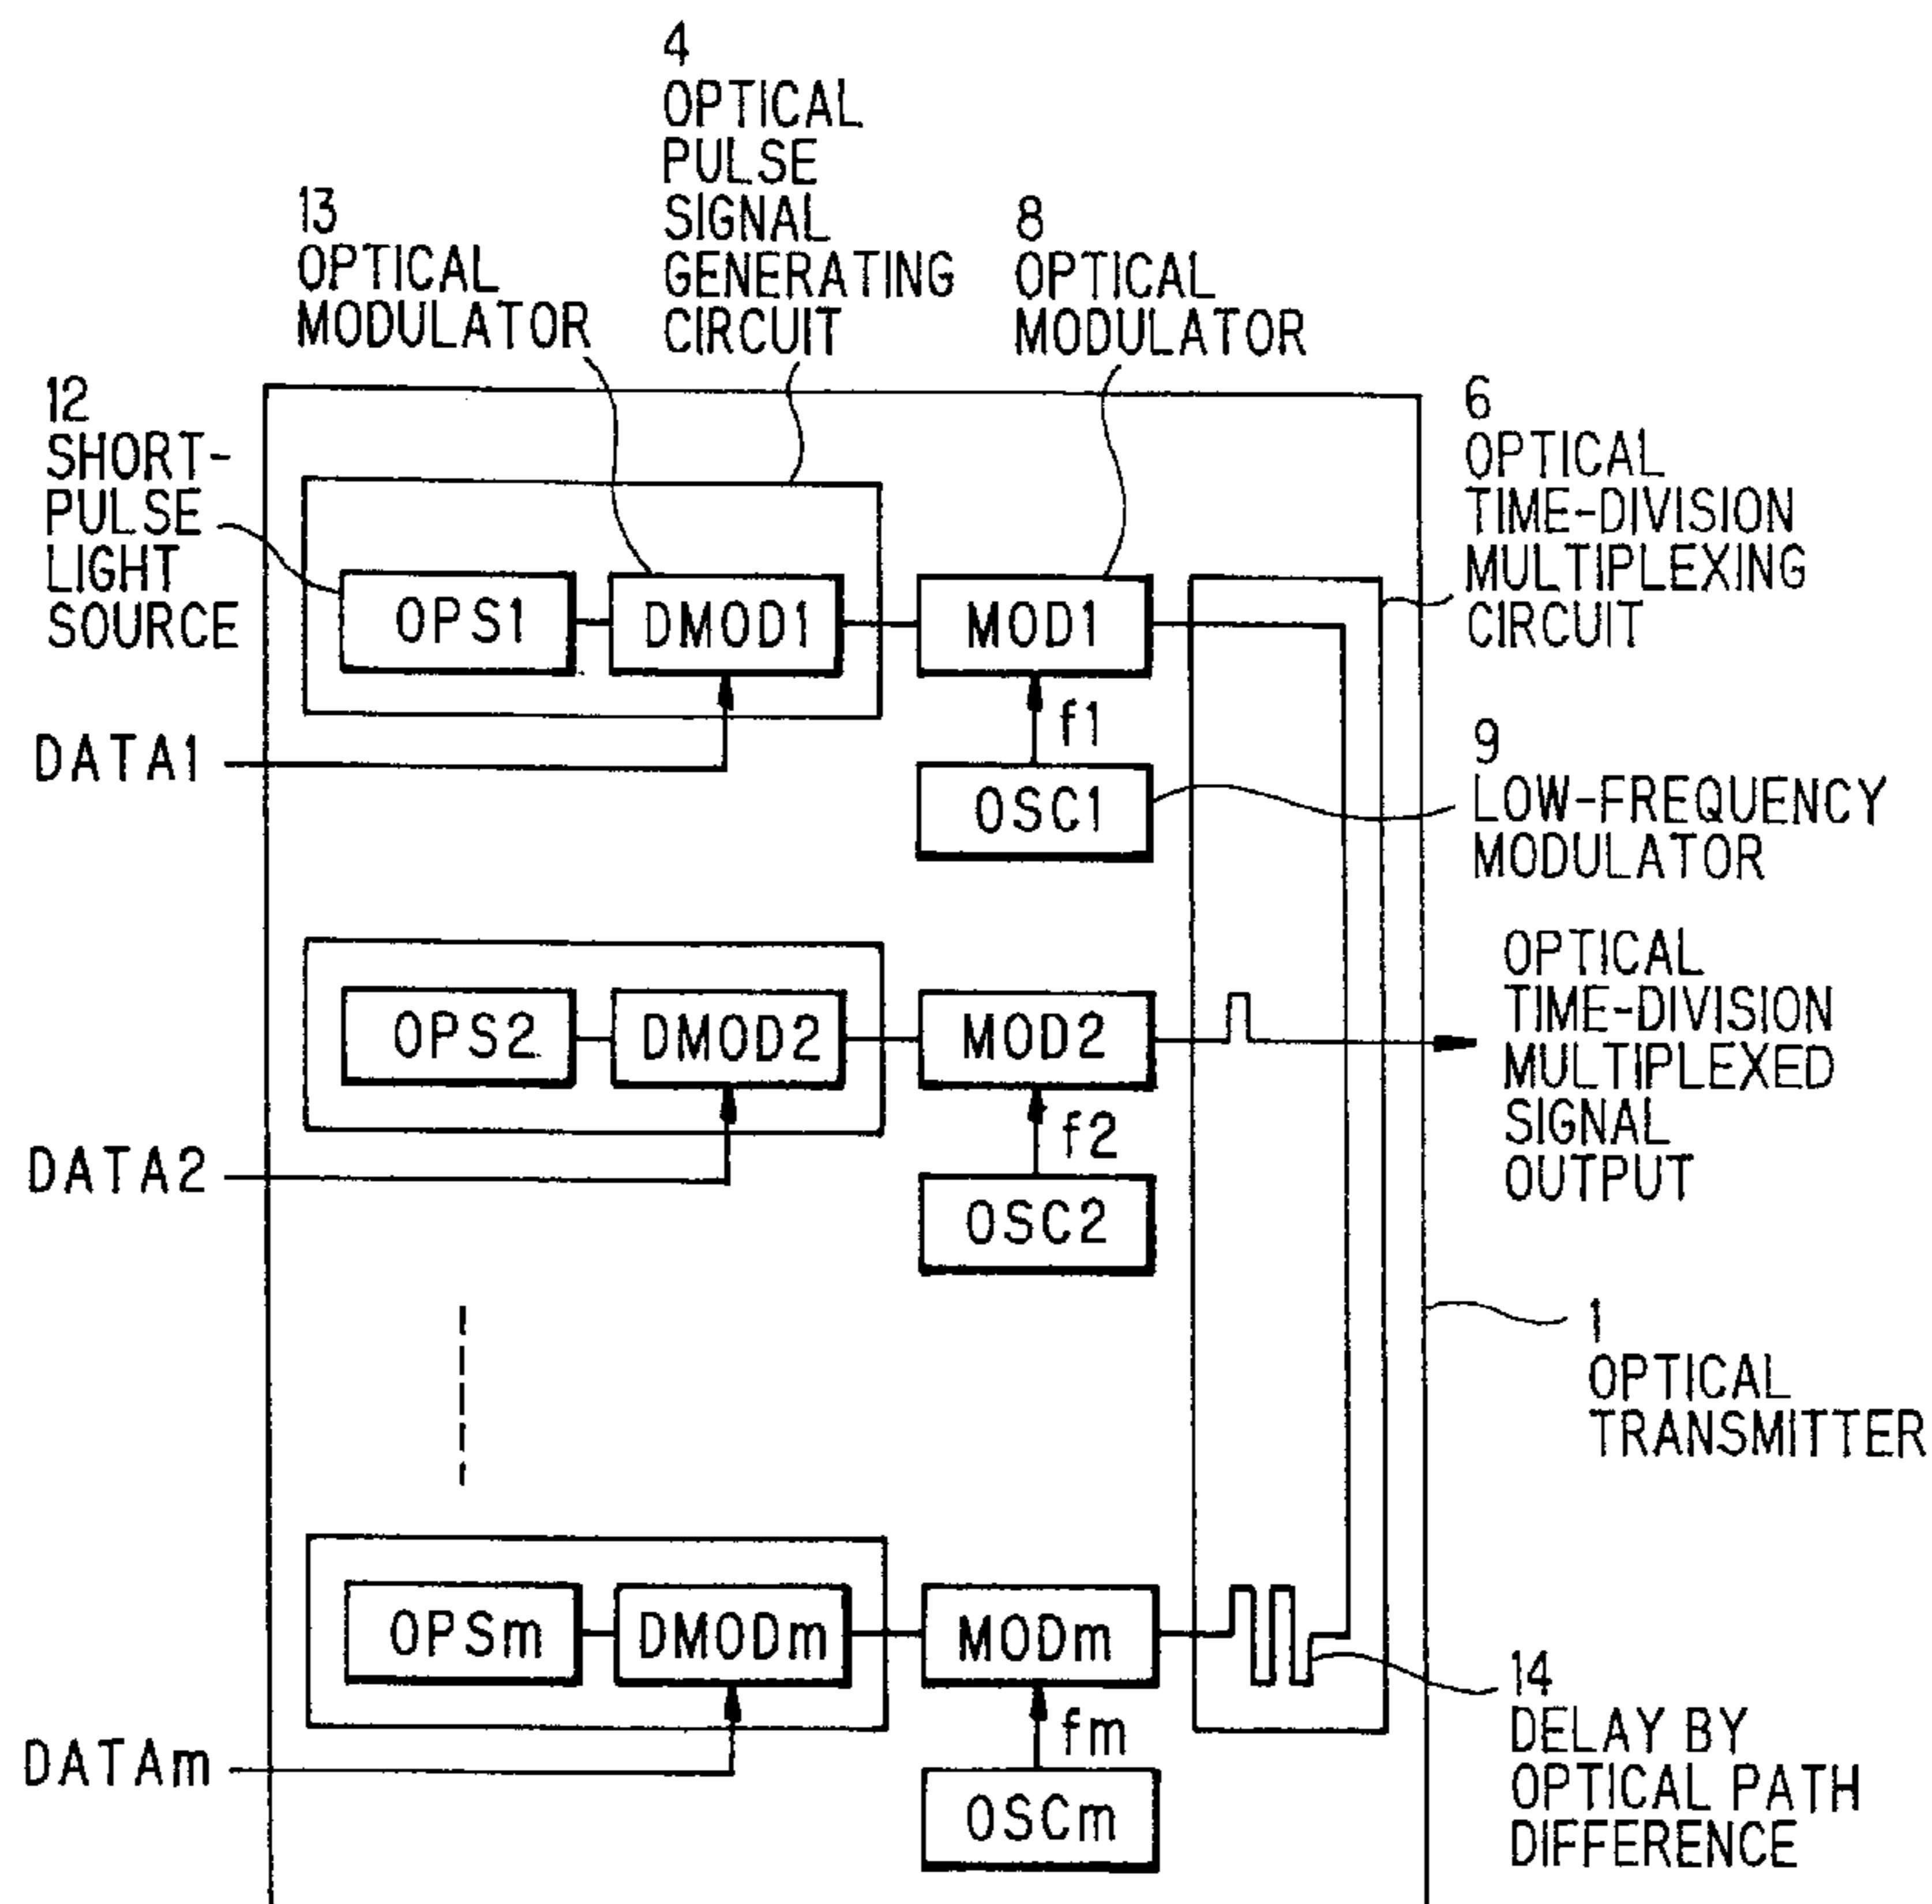 4
OPTICAL
PULSE
SIGNAL
GENERATING
CIRCUIT
13
OPTICAL
MODULATOR
8
OPTICAL
MODULATOR
12
SHORT-
PULSE
LIGHT
SOURCE
6
OPTICAL
TIME-DIVISION
MULTIPLEXING
CIRCUIT
OPS1
DMOD1
MOD1
f1
DATA1
OSC1
9
LOW-FREQUENCY
MODULATOR
OPTICAL
TIME-DIVISION
MULTIPLEXED
SIGNAL
OUTPUT
OPS2
DMOD2
MOD2
f2
DATA2
OSC2
1
OPTICAL
TRANSMITTER
OPSm
DMODm
MODm
fm
DATAm
OSCm
14
DELAY BY
OPTICAL PATH
DIFFERENCE